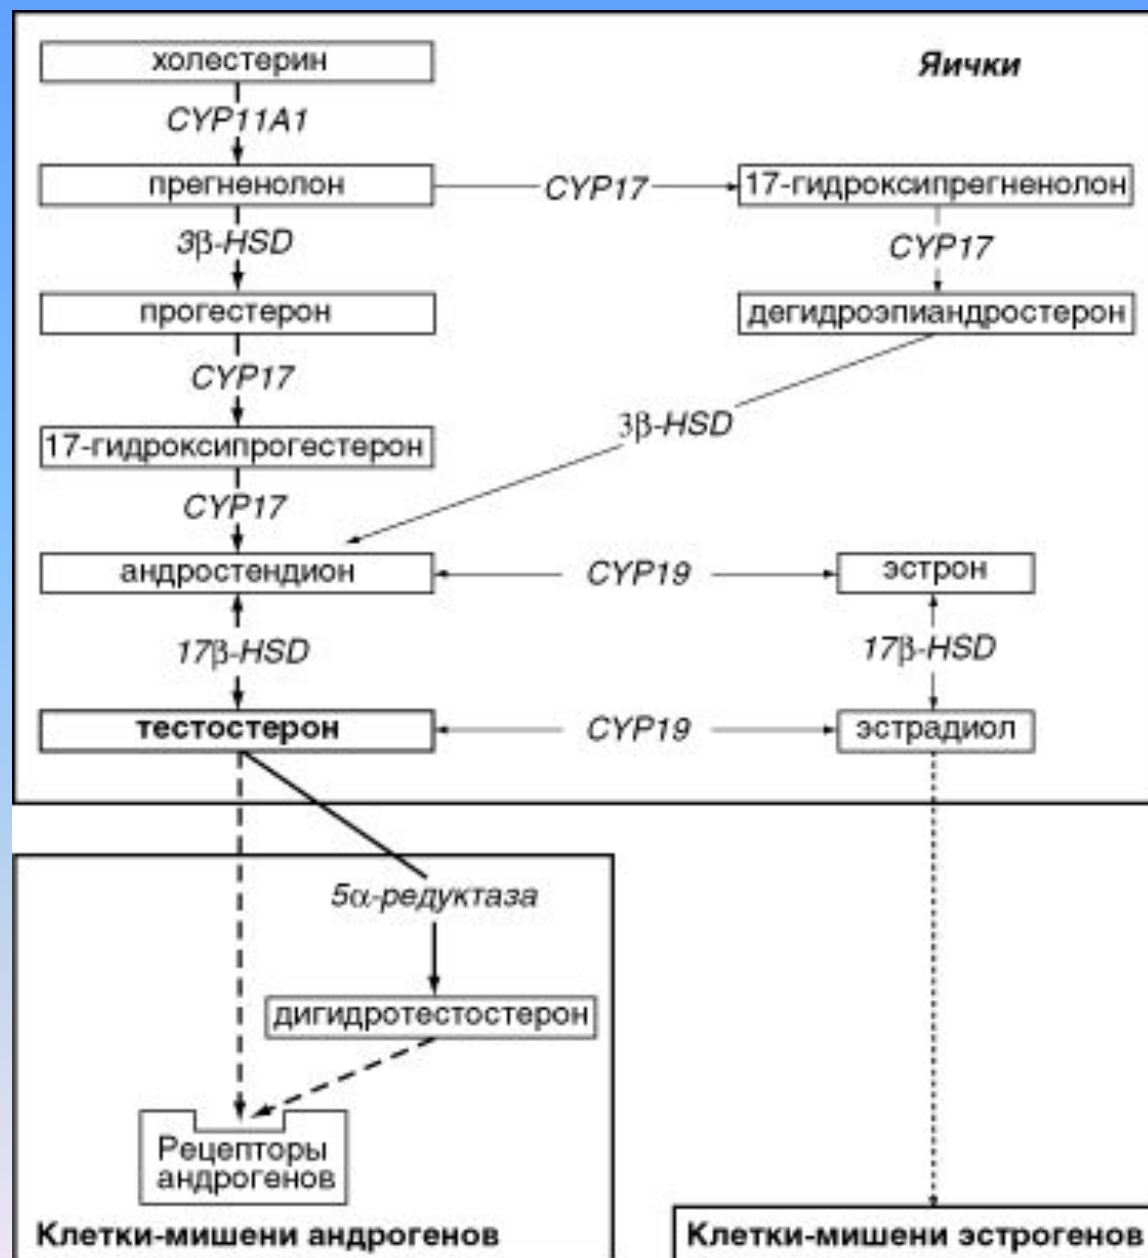 холестерин
Яички
CYP11A1
прегненолон
CYP17
17-гидроксипрегненолон
3β-HSD
CYP17
прогестерон
дегидроэпиандростерон
CYP17
3β-HSD
17-гидроксипрогестерон
CYP17
андростендион
CYP19
эстрон
17β-HSD
17β-HSD
тестостерон
CYP19
эстрадиол
5α-редуктаза
дигидротестостерон
Рецепторы
андрогенов
Клетки-мишени андрогенов
Клетки-мишени эстрогенов